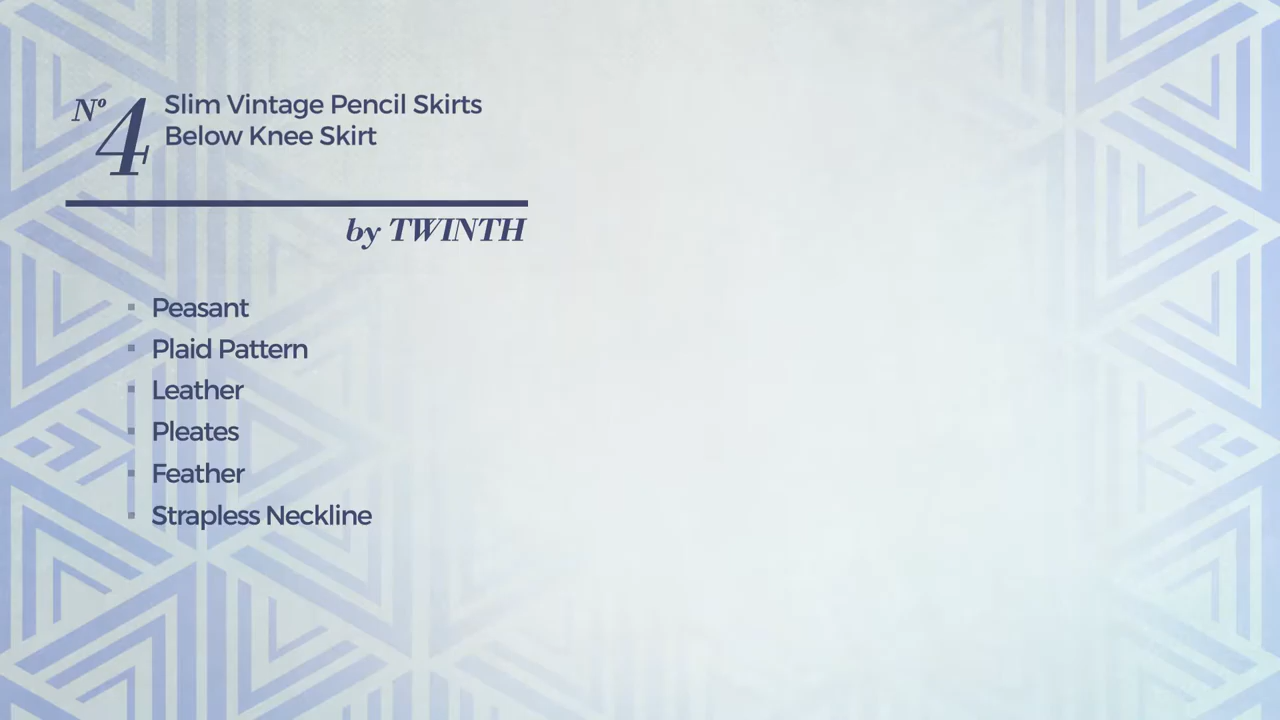 Nº 4 Slim Vintage Pencil Skirts
Below Knee Skirt
by TWINTH
Peasant
Plaid Pattern
Leather
Pleates
Feather
Strapless Neckline